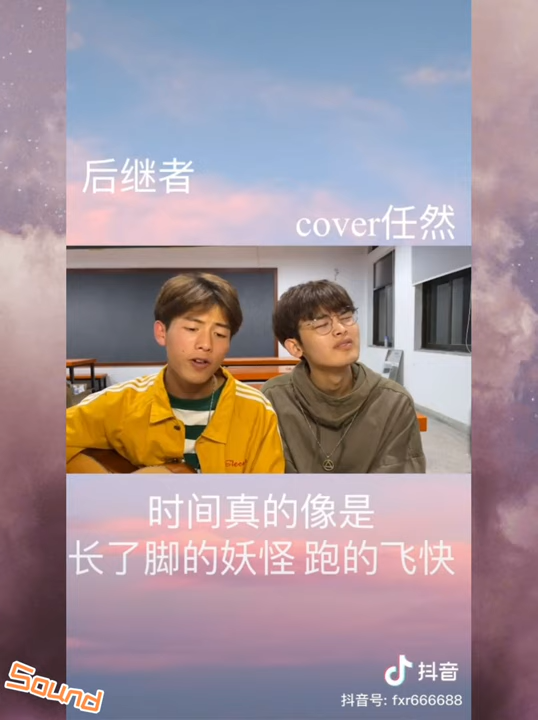 后继者
cover任然
时间真的像是
长了脚的妖怪 跑的飞快
抖音
抖音号: fxr666688
Sound